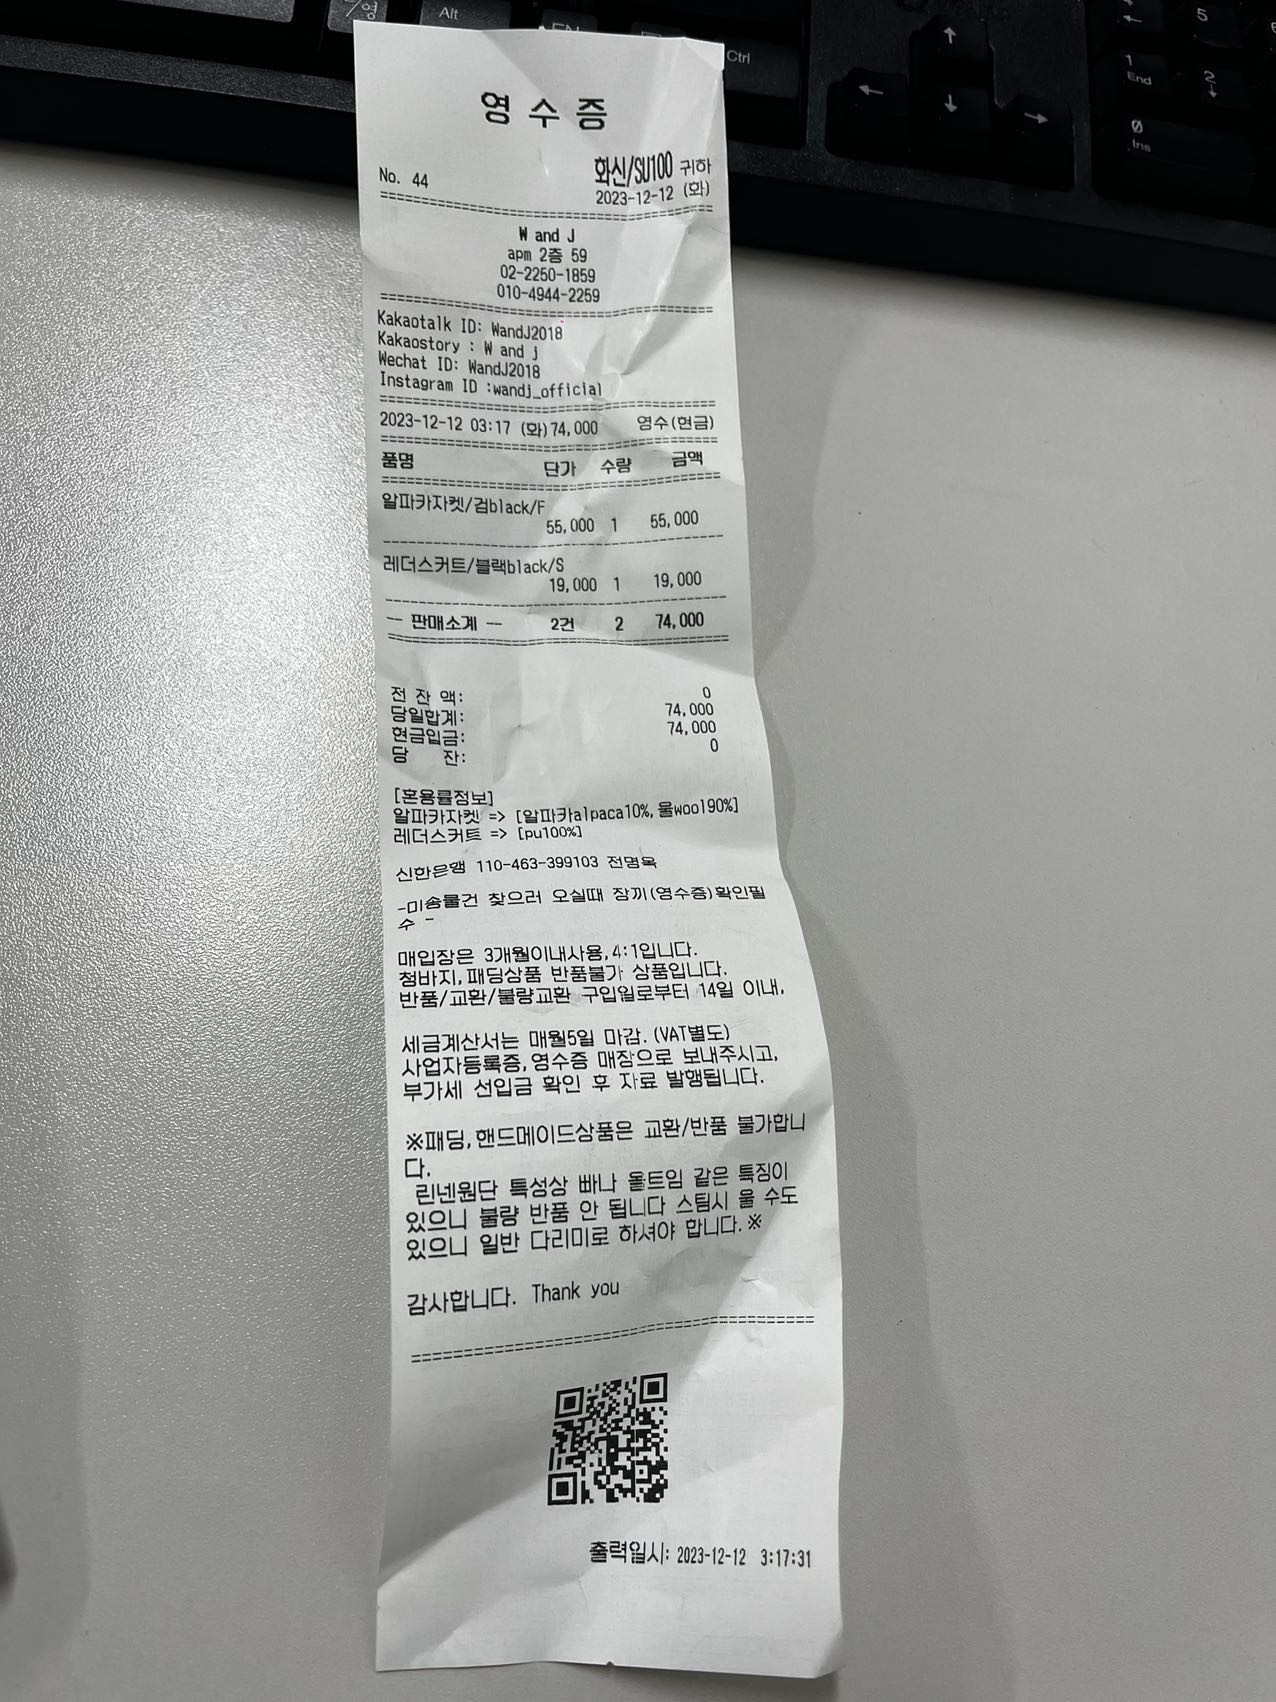 영수증
No. 44
화신/SU100 귀하
2023-12-12 (화)
W and J
apm 2층 59
02-2250-1859
010-4944-2259
Kakaotalk ID: WandJ2018
Kakaostory : W and j
Wechat ID: WandJ2018
Instagram ID :wandj_official
2023-12-12 03:17 (화)74,000 영수(현금)
품명 단가 수량 금액
알파카자켓/검black/F
55,000 1 55,000
레더스커트/블랙black/S
19,000 1 19,000
-- 판매소계 -- 2건 2 74,000
전 잔 액: 0
당일합계: 74,000
현금입금: 74,000
당 잔: 0
[혼용률정보]
알파카자켓 => [알파카alpaca10%,울wool90%]
레더스커트 => [pu100%]
신한은행 110-463-399103 전명옥
-미송물건 찾으러 오실때 장끼(영수증)확인필
수 -
매입장은 3개월이내사용,4:1입니다.
청바지,패딩상품 반품불가 상품입니다.
반품/교환/불량교환 구입일로부터 14일 이내,
세금계산서는 매월5일 마감.(VAT별도)
사업자등록증,영수증 매장으로 보내주시고,
부가세 선입금 확인 후 자료 발행됩니다.
※패딩,핸드메이드상품은 교환/반품 불가합니
다.
린넨원단 특성상 빠나 올트임 같은 특징이
있으니 불량 반품 안 됩니다 스팀시 울 수도
있으니 일반 다리미로 하셔야 합니다.※
감사합니다. Thank you
출력일시: 2023-12-12 3:17:31
Alt
Ctrl
/영
5
1
End
2
0
Ins